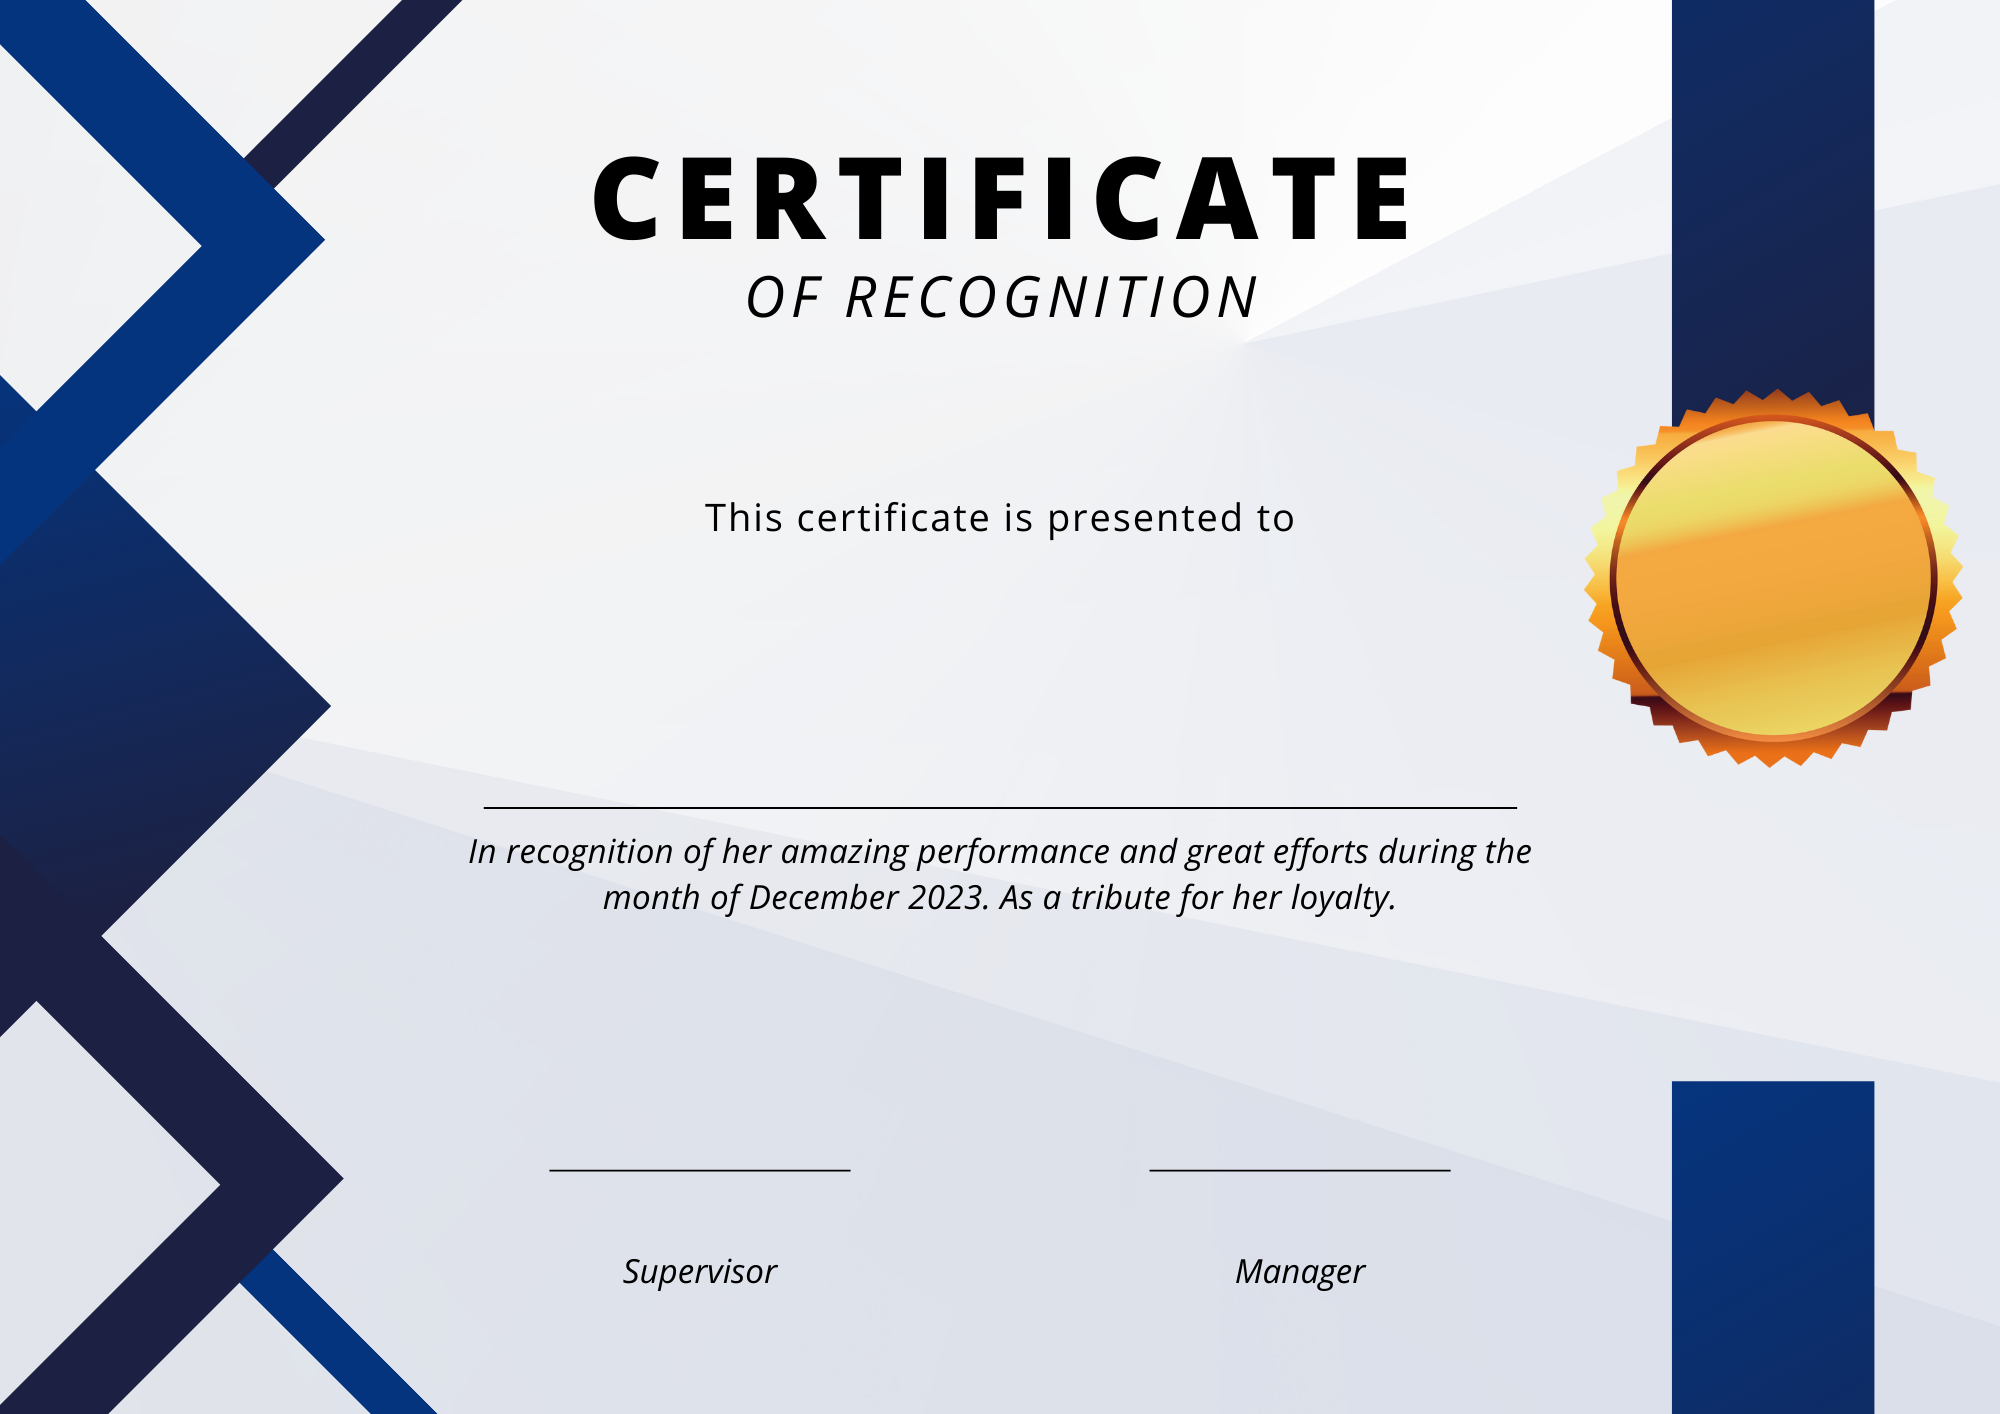 CERTIFICATE
OF RECOGNITION
This certificate is presented to
In recognition of her amazing performance and great efforts during the
month of December 2023. As a tribute for her loyalty.
Supervisor
Manager